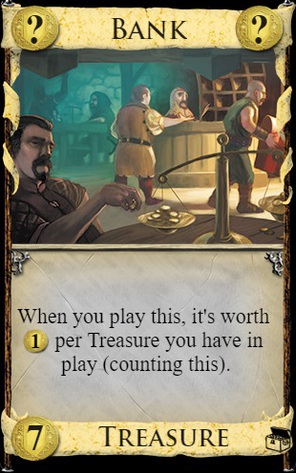 ? BANK ?
When you play this, it's worth
1 per Treasure you have in
play (counting this).
7 TREASURE